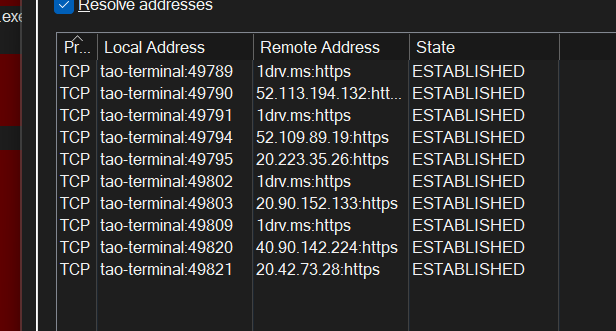 Resolve addresses
.exe
Pr... Local Address Remote Address State
TCP tao-terminal:49789 1drv.ms:https ESTABLISHED
TCP tao-terminal:49790 52.113.194.132:htt... ESTABLISHED
TCP tao-terminal:49791 1drv.ms:https ESTABLISHED
TCP tao-terminal:49794 52.109.89.19:https ESTABLISHED
TCP tao-terminal:49795 20.223.35.26:https ESTABLISHED
TCP tao-terminal:49802 1drv.ms:https ESTABLISHED
TCP tao-terminal:49803 20.90.152.133:https ESTABLISHED
TCP tao-terminal:49809 1drv.ms:https ESTABLISHED
TCP tao-terminal:49820 40.90.142.224:https ESTABLISHED
TCP tao-terminal:49821 20.42.73.28:https ESTABLISHED